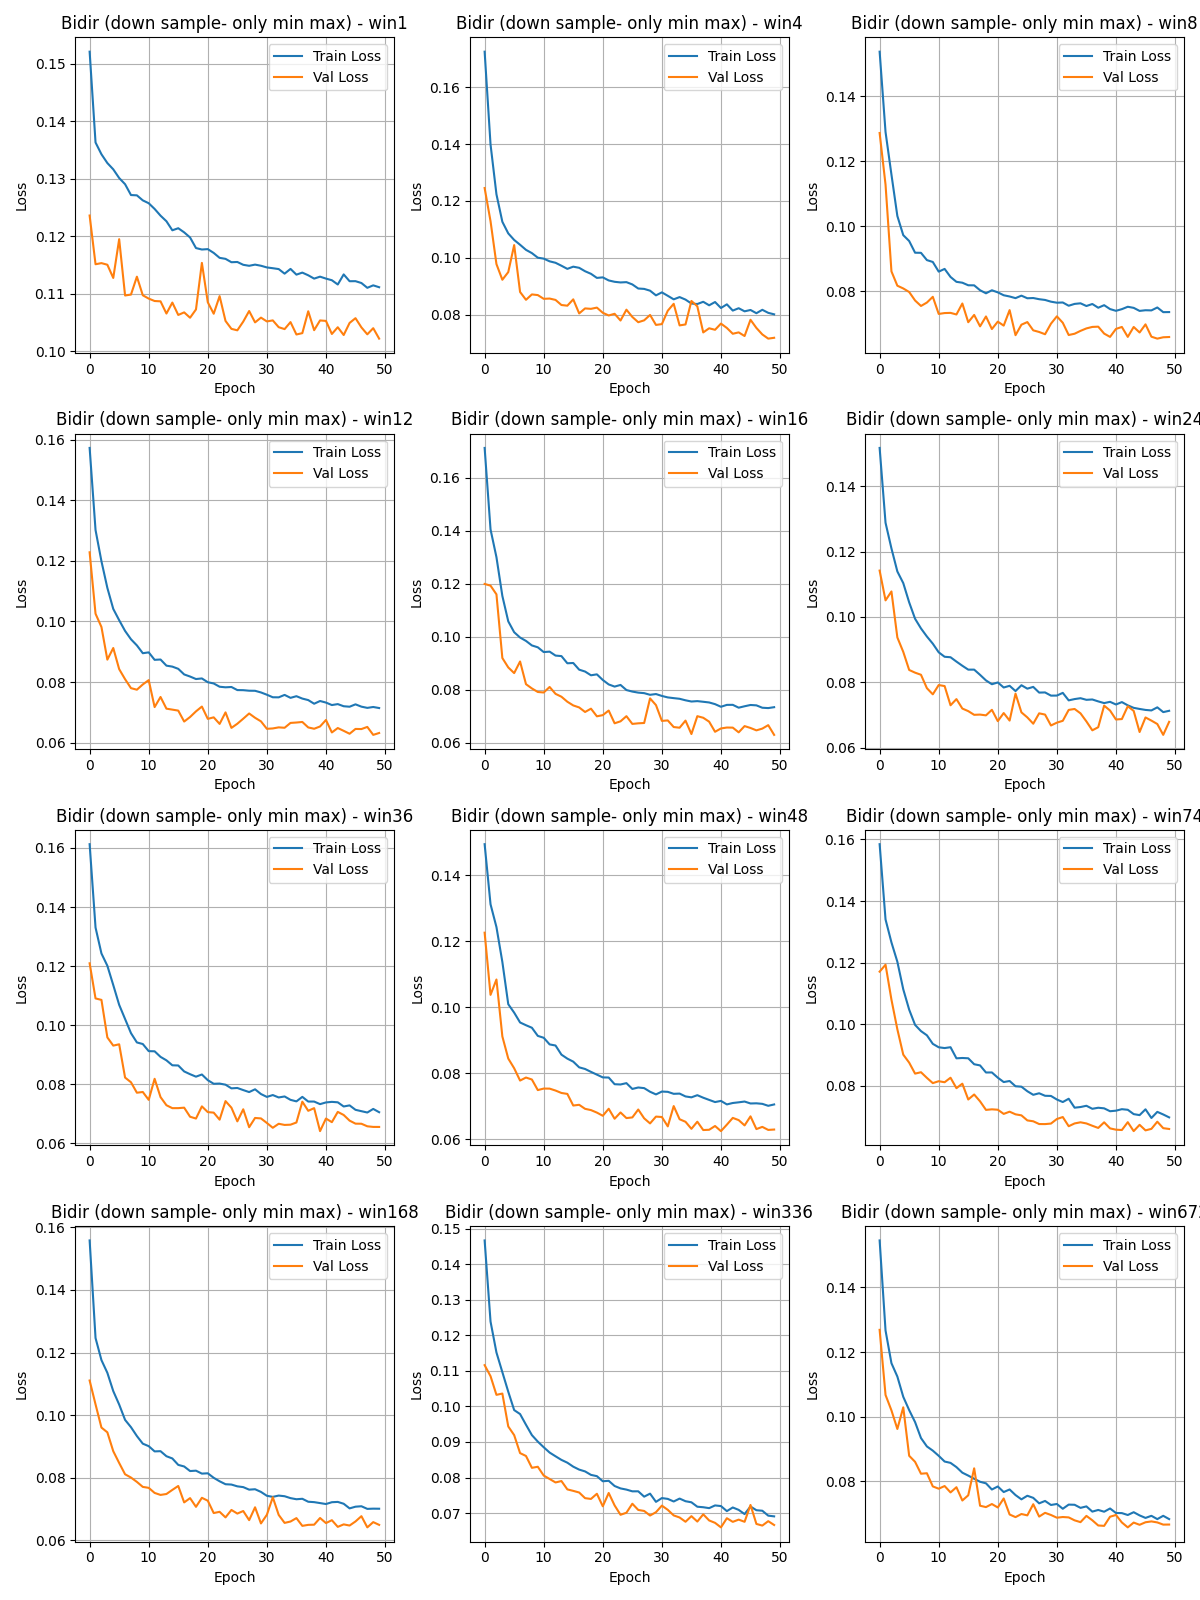 Bidir (down sample- only min max) - win1
0.15
0.14
0.13
0.12
0.11
0.10
Loss
Train Loss
Val Loss
0 10 20 30 40 50
Epoch
Bidir (down sample- only min max) - win4
0.16
0.14
0.12
0.10
0.08
Loss
Train Loss
Val Loss
0 10 20 30 40 50
Epoch
Bidir (down sample- only min max) - win8
0.14
0.12
0.10
0.08
Loss
Train Loss
Val Loss
0 10 20 30 40 50
Epoch
Bidir (down sample- only min max) - win12
0.16
0.14
0.12
0.10
0.08
0.06
Loss
Train Loss
Val Loss
0 10 20 30 40 50
Epoch
Bidir (down sample- only min max) - win16
0.16
0.14
0.12
0.10
0.08
0.06
Loss
Train Loss
Val Loss
0 10 20 30 40 50
Epoch
Bidir (down sample- only min max) - win24
0.14
0.12
0.10
0.08
0.06
Loss
Train Loss
Val Loss
0 10 20 30 40 50
Epoch
Bidir (down sample- only min max) - win36
0.16
0.14
0.12
0.10
0.08
0.06
Loss
Train Loss
Val Loss
0 10 20 30 40 50
Epoch
Bidir (down sample- only min max) - win48
0.14
0.12
0.10
0.08
0.06
Loss
Train Loss
Val Loss
0 10 20 30 40 50
Epoch
Bidir (down sample- only min max) - win74
0.16
0.14
0.12
0.10
0.08
Loss
Train Loss
Val Loss
0 10 20 30 40 50
Epoch
Bidir (down sample- only min max) - win168
0.16
0.14
0.12
0.10
0.08
0.06
Loss
Train Loss
Val Loss
0 10 20 30 40 50
Epoch
Bidir (down sample- only min max) - win336
0.15
0.14
0.13
0.12
0.11
0.10
0.09
0.08
0.07
Loss
Train Loss
Val Loss
0 10 20 30 40 50
Epoch
Bidir (down sample- only min max) -
0.14
0.12
0.10
0.08
Loss
Train Loss
Val Loss
0 10 20 30 40 50
Epoch